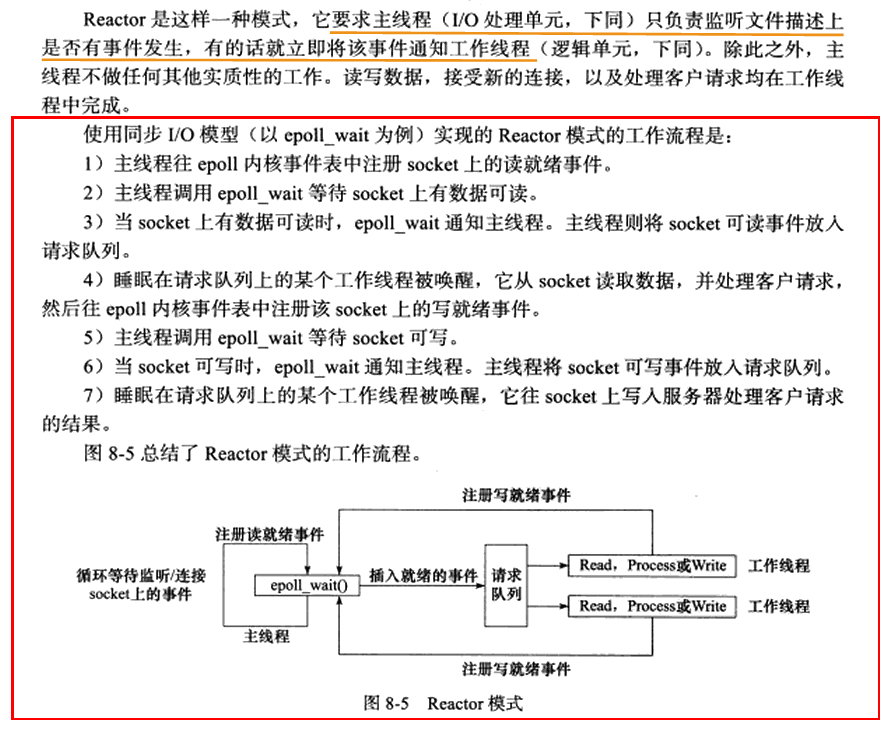 Reactor 是这样一种模式，它要求主线程（I/O 处理单元，下同）只负责监听文件描述上
是否有事件发生，有的话就立即将该事件通知工作线程（逻辑单元，下同）。除此之外，主
线程不做任何其他实质性的工作。读写数据，接受新的连接，以及处理客户请求均在工作线
程中完成。
使用同步 I/O 模型（以 epoll_wait 为例）实现的 Reactor 模式的工作流程是：
1）主线程往 epoll 内核事件表中注册 socket 上的读就绪事件。
2）主线程调用 epoll_wait 等待 socket 上有数据可读。
3）当 socket 上有数据可读时，epoll_wait 通知主线程。主线程则将 socket 可读事件放入
请求队列。
4）睡眠在请求队列上的某个工作线程被唤醒，它从 socket 读取数据，并处理客户请求，
然后往 epoll 内核事件表中注册该 socket 上的写就绪事件。
5）主线程调用 epoll_wait 等待 socket 可写。
6）当 socket 可写时，epoll_wait 通知主线程。主线程将 socket 可写事件放入请求队列。
7）睡眠在请求队列上的某个工作线程被唤醒，它往 socket 上写入服务器处理客户请求
的结果。
图 8-5 总结了 Reactor 模式的工作流程。
注册写就绪事件
注册读就绪事件
循环等待监听/连接
socket上的事件
epoll_wait()
插入就绪的事件
请求
队列
Read，Process或Write
工作线程
Read，Process或Write
工作线程
主线程
注册写就绪事件
图 8-5 Reactor 模式